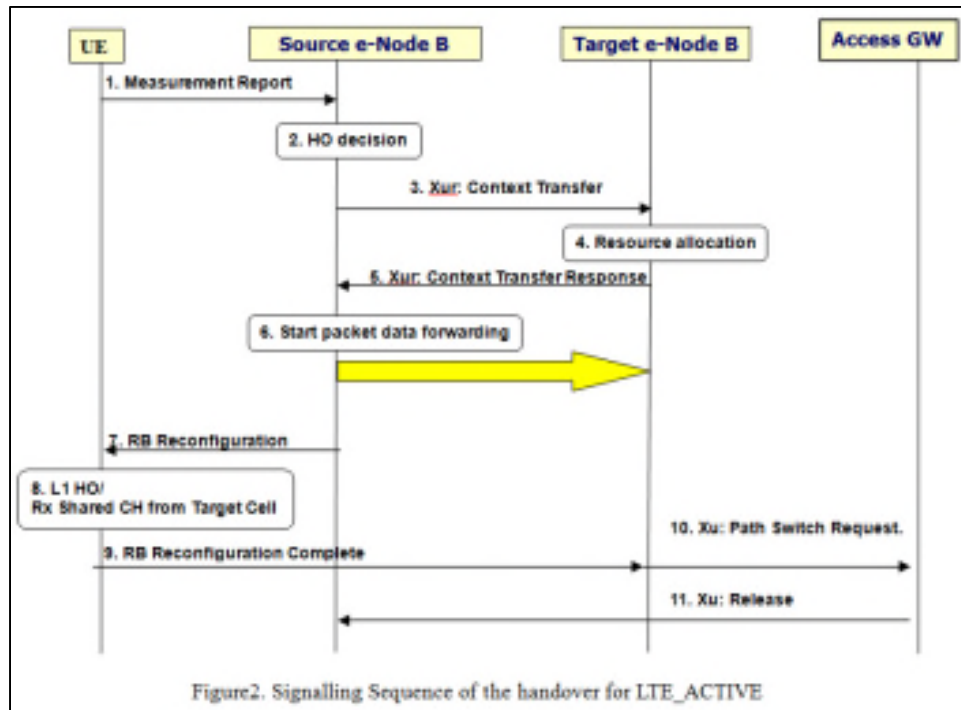 UE
Source e-Node B
Target e-Node B
Access GW
1. Measurement Report
2. HO decision
3. Xur: Context Transfer
4. Resource allocation
5. Xur: Context Transfer Response
6. Start packet data forwarding
7. RB Reconfiguration
8. L1 HO/
Rx Shared CH from Target Cell
9. RB Reconfiguration Complete
10. Xu: Path Switch Request.
11. Xu: Release
Figure2. Signalling Sequence of the handover for LTE_ACTIVE